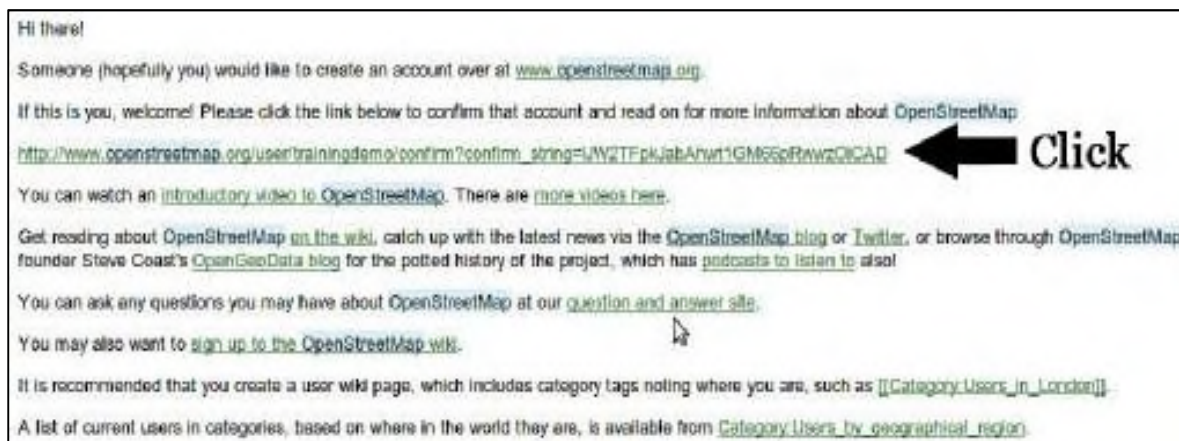 Hi there!
Someone (hopefully you) would like to create an account over at www.openstreetmap.org.
If this is you, welcome! Please click the link below to confirm that account and read on for more information about OpenStreetMap
http://www.openstreetmap.org/user/trainingdemo/confirm?confirm_string=
Click
You can watch an introductory video to OpenStreetMap. There are more videos here.
Get reading about OpenStreetMap on the wiki, catch up with the latest news via the OpenStreetMap blog or Twitter, or browse through OpenStreetMap
founder Steve Coast's OpenGeoData blog for the potted history of the project, which has podcasts to listen to also!
You can ask any questions you may have about OpenStreetMap at our question and answer site.
You may also want to sign up to the OpenStreetMap wiki.
It is recommended that you create a user wiki page, which includes category tags noting where you are, such as [[Category:Users_in_London]].
A list of current users in categories, based on where in the world they are, is available from Category:Users_by_geographical_region.